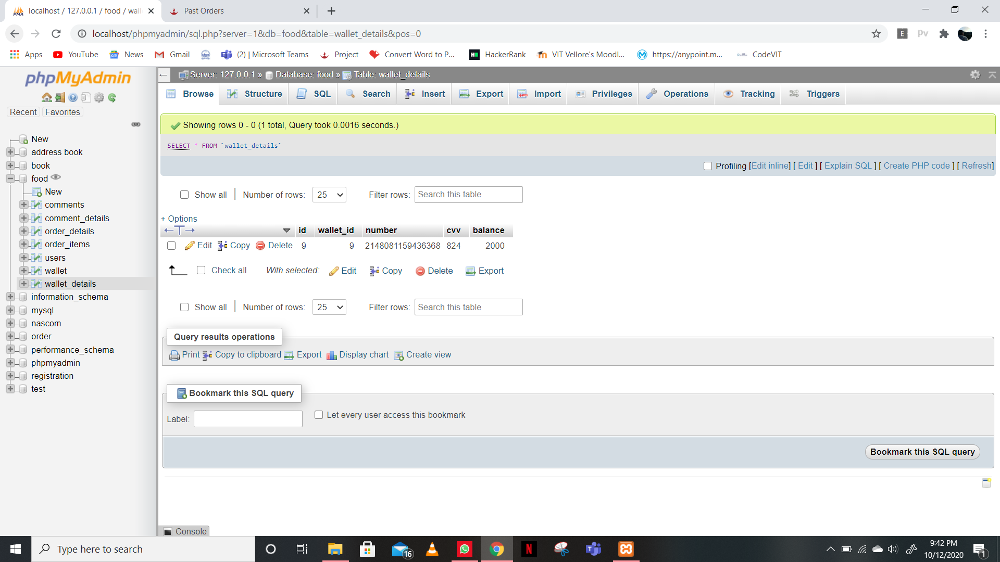 localhost / 127.0.0.1 / food / wall
Past Orders
localhost/phpmyadmin/sql.php?server=1&db=food&table=wallet_details&pos=0
E
Pv
Apps
YouTube
News
Gmail
(2) | Microsoft Teams
Project
Convert Word to P...
HackerRank
VIT Vellore's Moodl...
https://anypoint.m...
CodeVIT
phpMyAdmin
Recent
Favorites
New
address book
book
food
New
comments
comment_details
order_details
order_items
users
wallet
wallet_details
information_schema
mysql
nascom
order
performance_schema
phpmyadmin
registration
test
Server: 127.0.0.1 » Database: food » Table: wallet_details
Browse Structure SQL Search Insert Export Import Privileges Operations Tracking Triggers
Showing rows 0 - 0 (1 total, Query took 0.0016 seconds.)
SELECT * FROM `wallet_details`
Profiling [Edit inline] [ Edit ] [ Explain SQL ] [ Create PHP code ] [ Refresh]
Show all | Number of rows: 25 Filter rows: Search this table
+ Options
id wallet_id number cvv balance
Edit Copy Delete 9 9 2148081159436368 824 2000
Check all With selected: Edit Copy Delete Export
Show all | Number of rows: 25 Filter rows: Search this table
Query results operations
Print Copy to clipboard Export Display chart Create view
Bookmark this SQL query
Label: Let every user access this bookmark
Bookmark this SQL query
Console
Type here to search
16
N
9:42 PM
10/12/2020
1